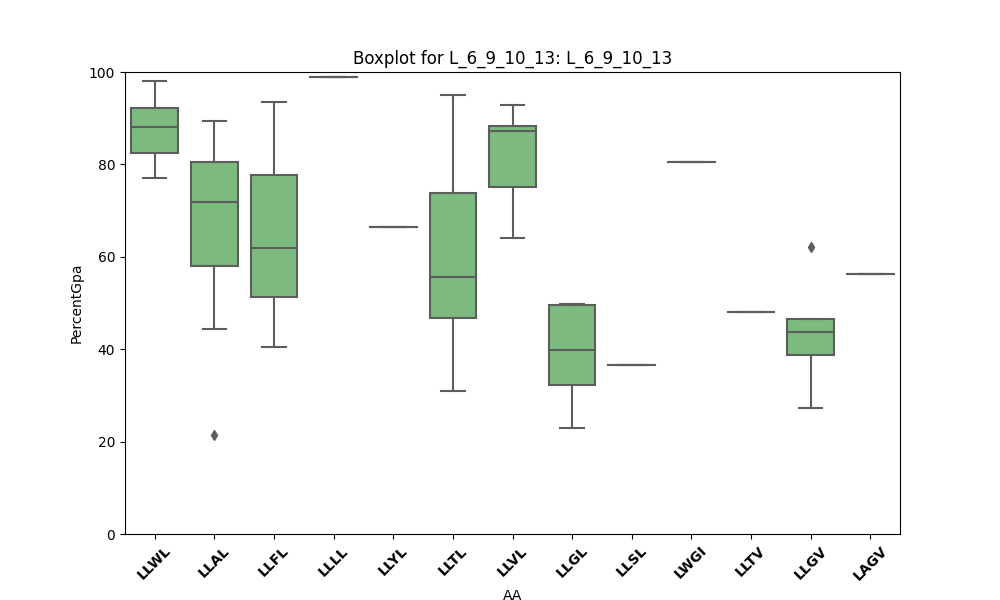 Boxplot for L_6_9_10_13: L_6_9_10_13
PercentGpa
100
80
60
40
20
0
LLWL LLAL LLFL LLLL LLYL LLTL LLVL LLGL LLSL LWGI LLTV LLGV LAGV
AA